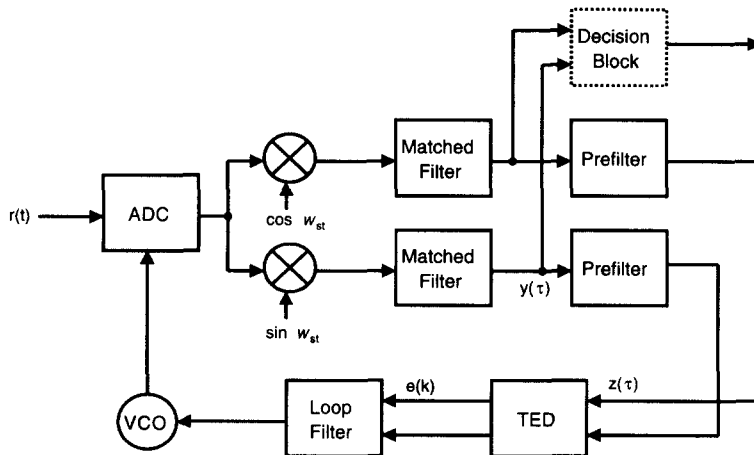 Decision
Block
Matched
Filter
Prefilter
r(t)
ADC
cos w_st
Matched
Filter
Prefilter
y(τ)
sin w_st
e(k)
z(τ)
VCO
Loop
Filter
TED